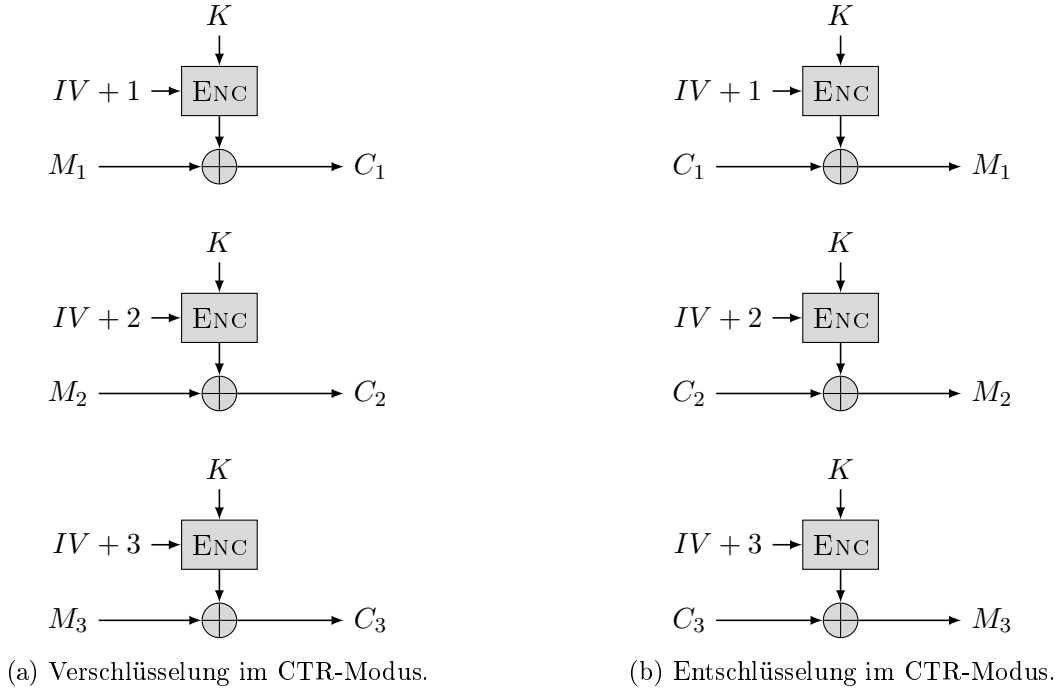 K K
IV + 1 ENC IV + 1 ENC
M1 C1 C1 M1
K K
IV + 2 ENC IV + 2 ENC
M2 C2 C2 M2
K K
IV + 3 ENC IV + 3 ENC
M3 C3 C3 M3
(a) Verschlüsselung im CTR-Modus. (b) Entschlüsselung im CTR-Modus.